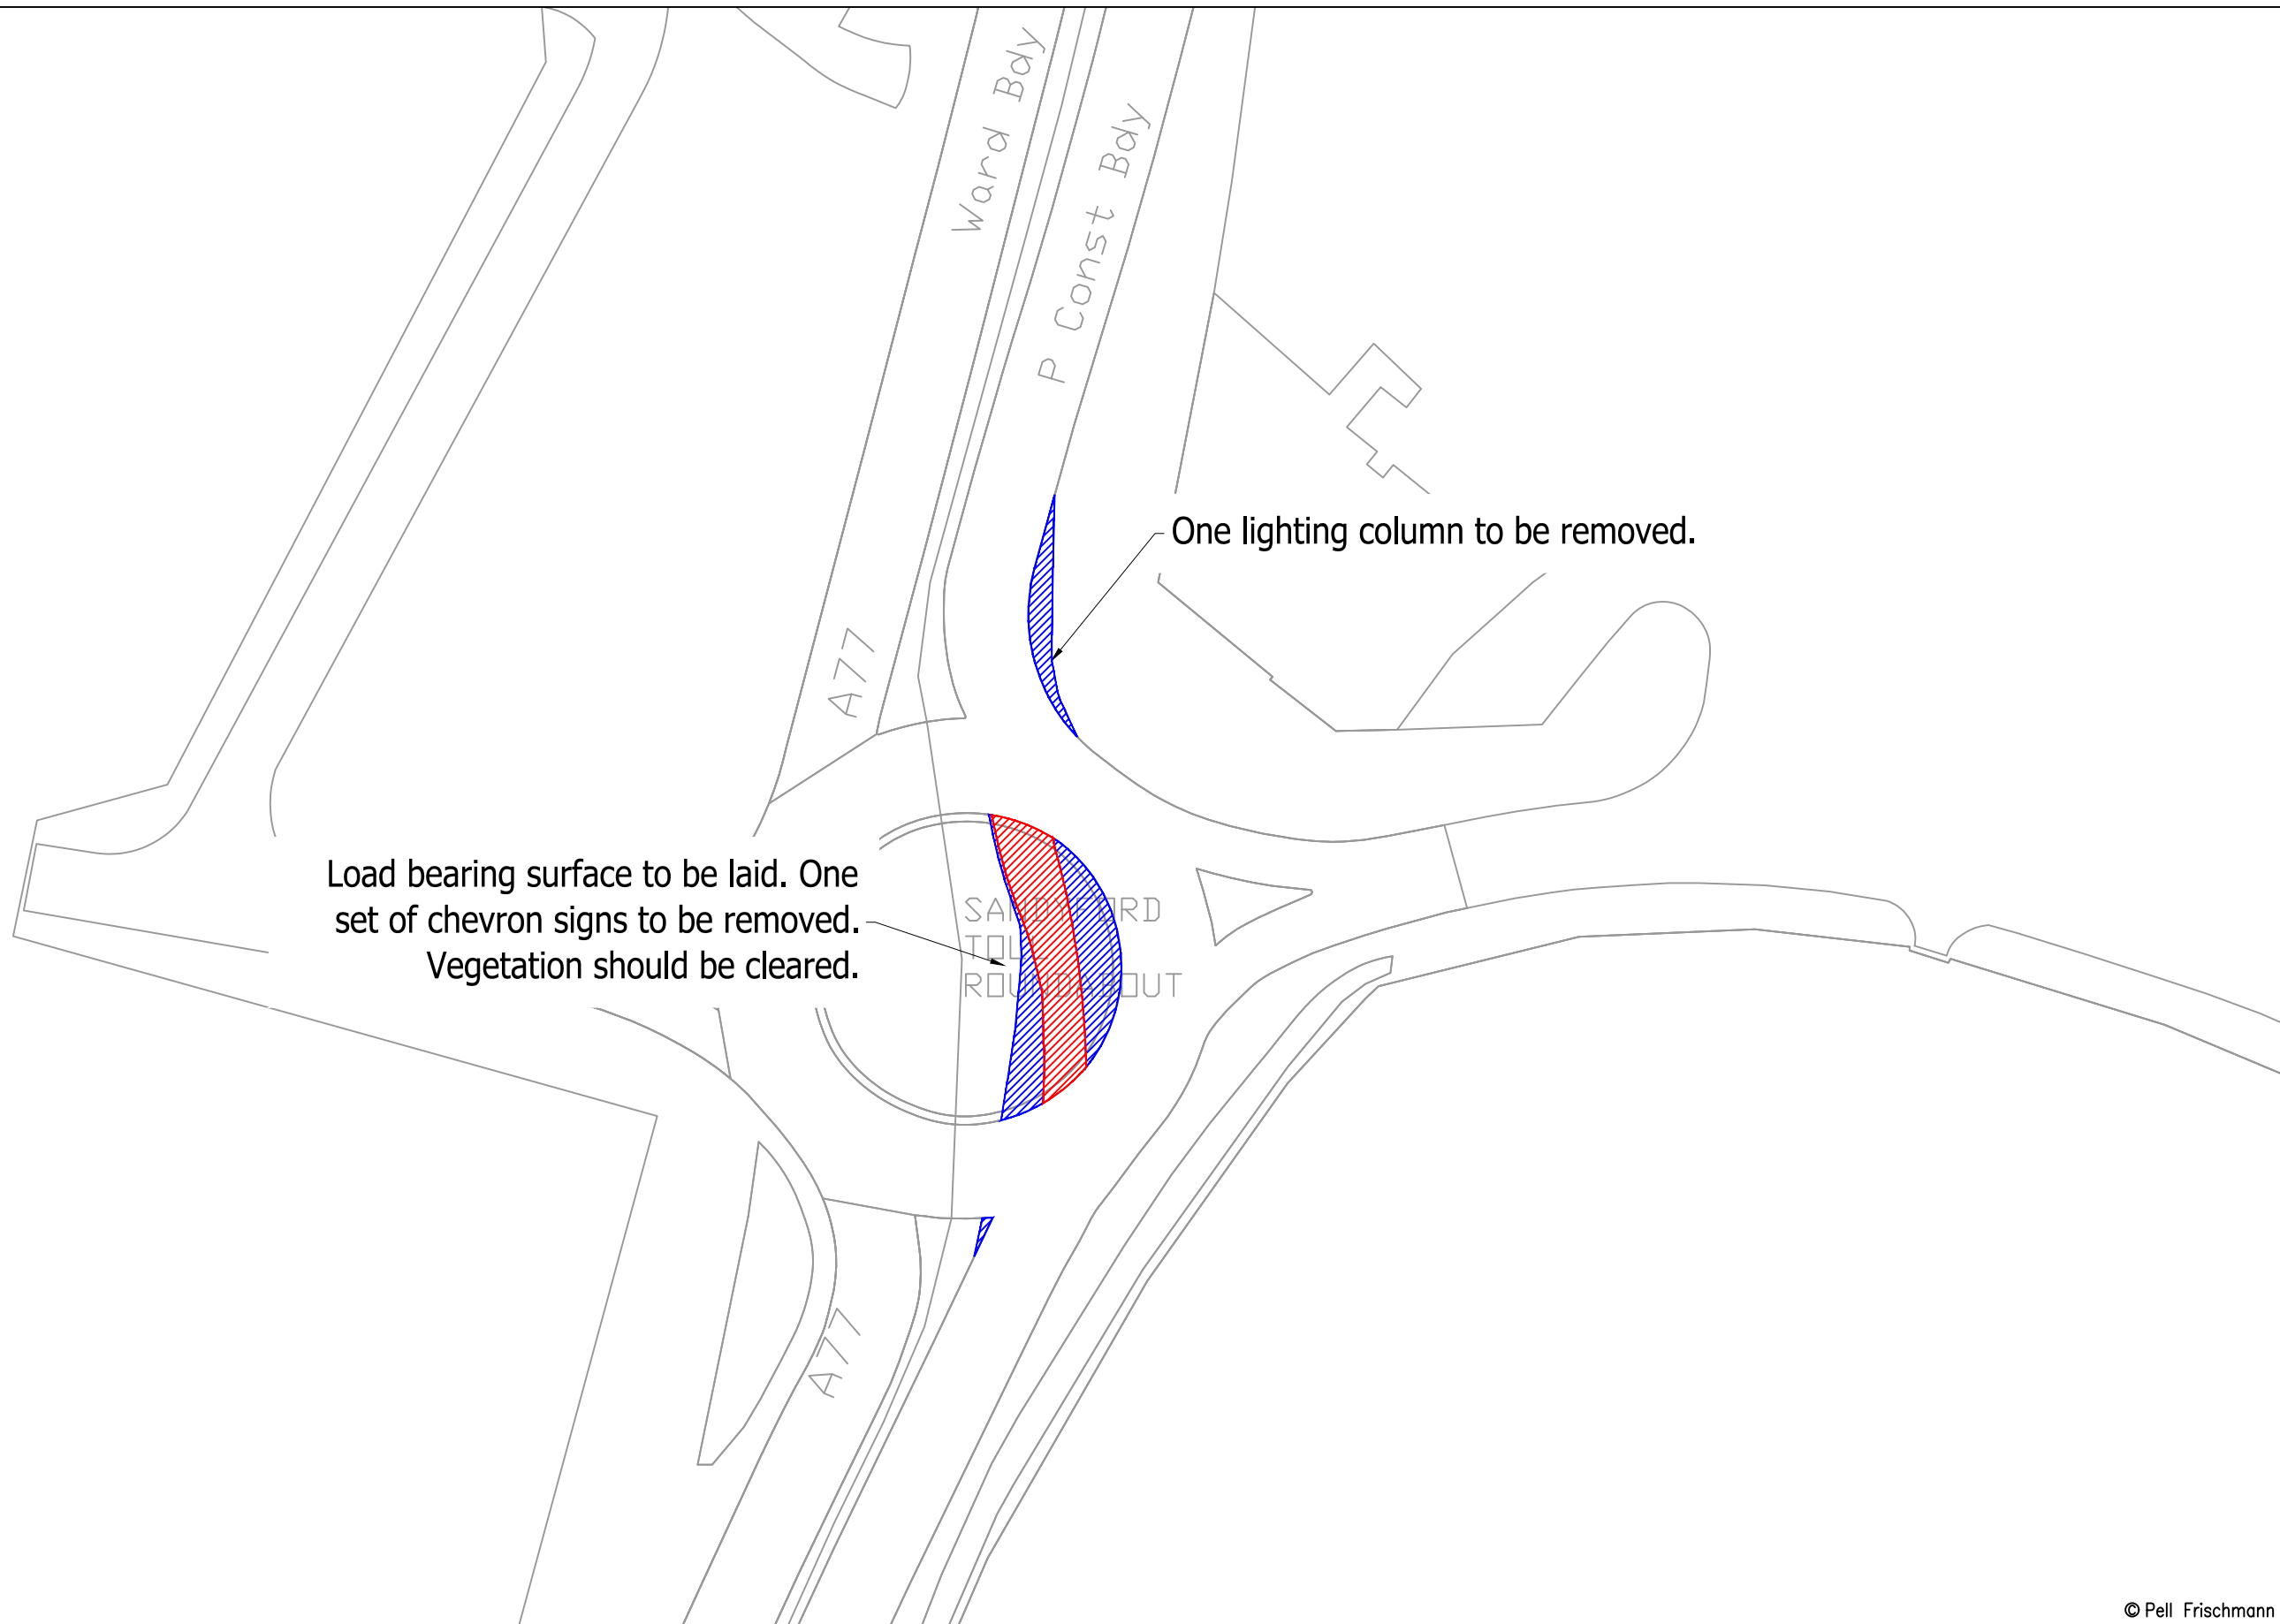 Ward Bdy
P Const Bdy
One lighting column to be removed.
A77
Load bearing surface to be laid. One
set of chevron signs to be removed.
Vegetation should be cleared.
SANDYFORD
TOLL
ROUNDABOUT
A77
© Pell Frischmann